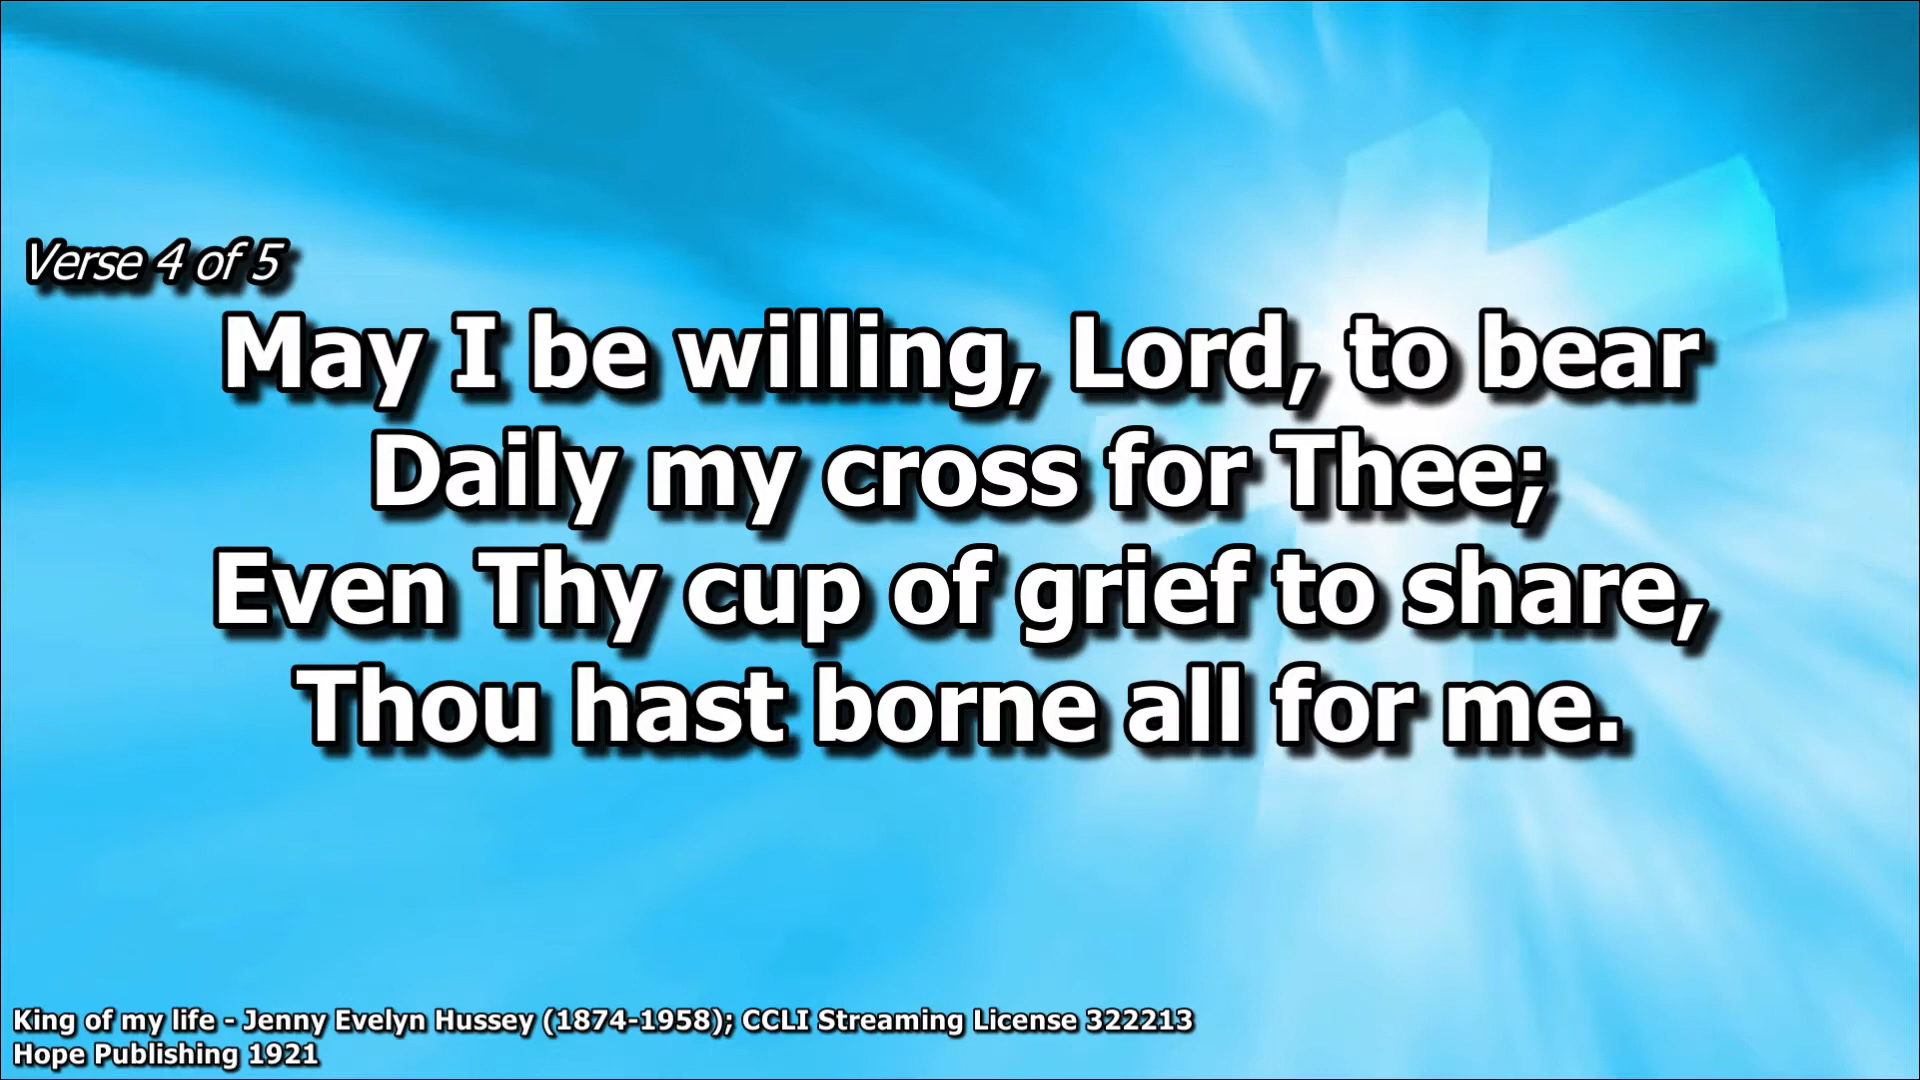 Verse 4 of 5
May I be willing, Lord, to bear
Daily my cross for Thee;
Even Thy cup of grief to share,
Thou hast borne all for me.
King of my life - Jenny Evelyn Hussey (1874-1958); CCLI Streaming License 322213
Hope Publishing 1921